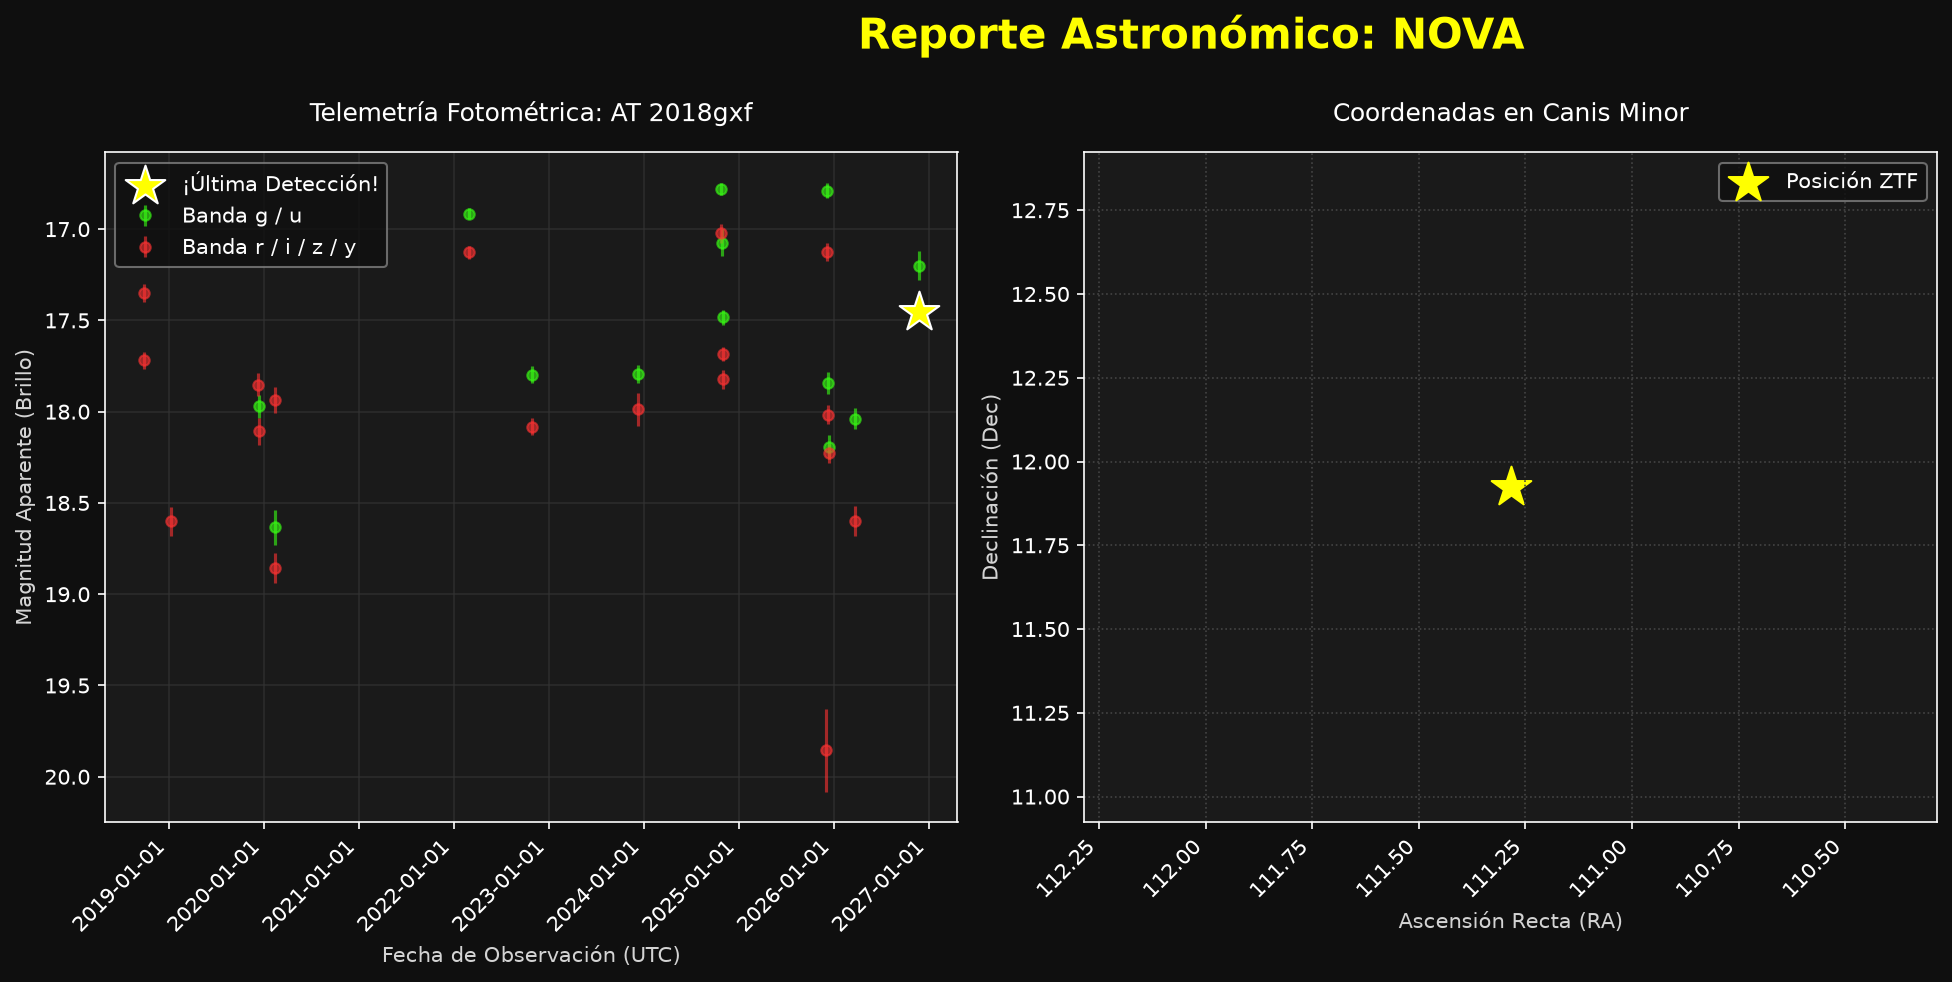 Reporte Astronómico: NOVA
Telemetría Fotométrica: AT 2018gxf
¡Última Detección!
Banda g / u
Banda r / i / z / y
Magnitud Aparente (Brillo)
17.0
17.5
18.0
18.5
19.0
19.5
20.0
2019-01-01
2020-01-01
2021-01-01
2022-01-01
2023-01-01
2024-01-01
2025-01-01
2026-01-01
2027-01-01
Fecha de Observación (UTC)
Coordenadas en Canis Minor
Posición ZTF
Declinación (Dec)
12.75
12.50
12.25
12.00
11.75
11.50
11.25
11.00
112.25
112.00
111.75
111.50
111.25
111.00
110.75
110.50
Ascensión Recta (RA)